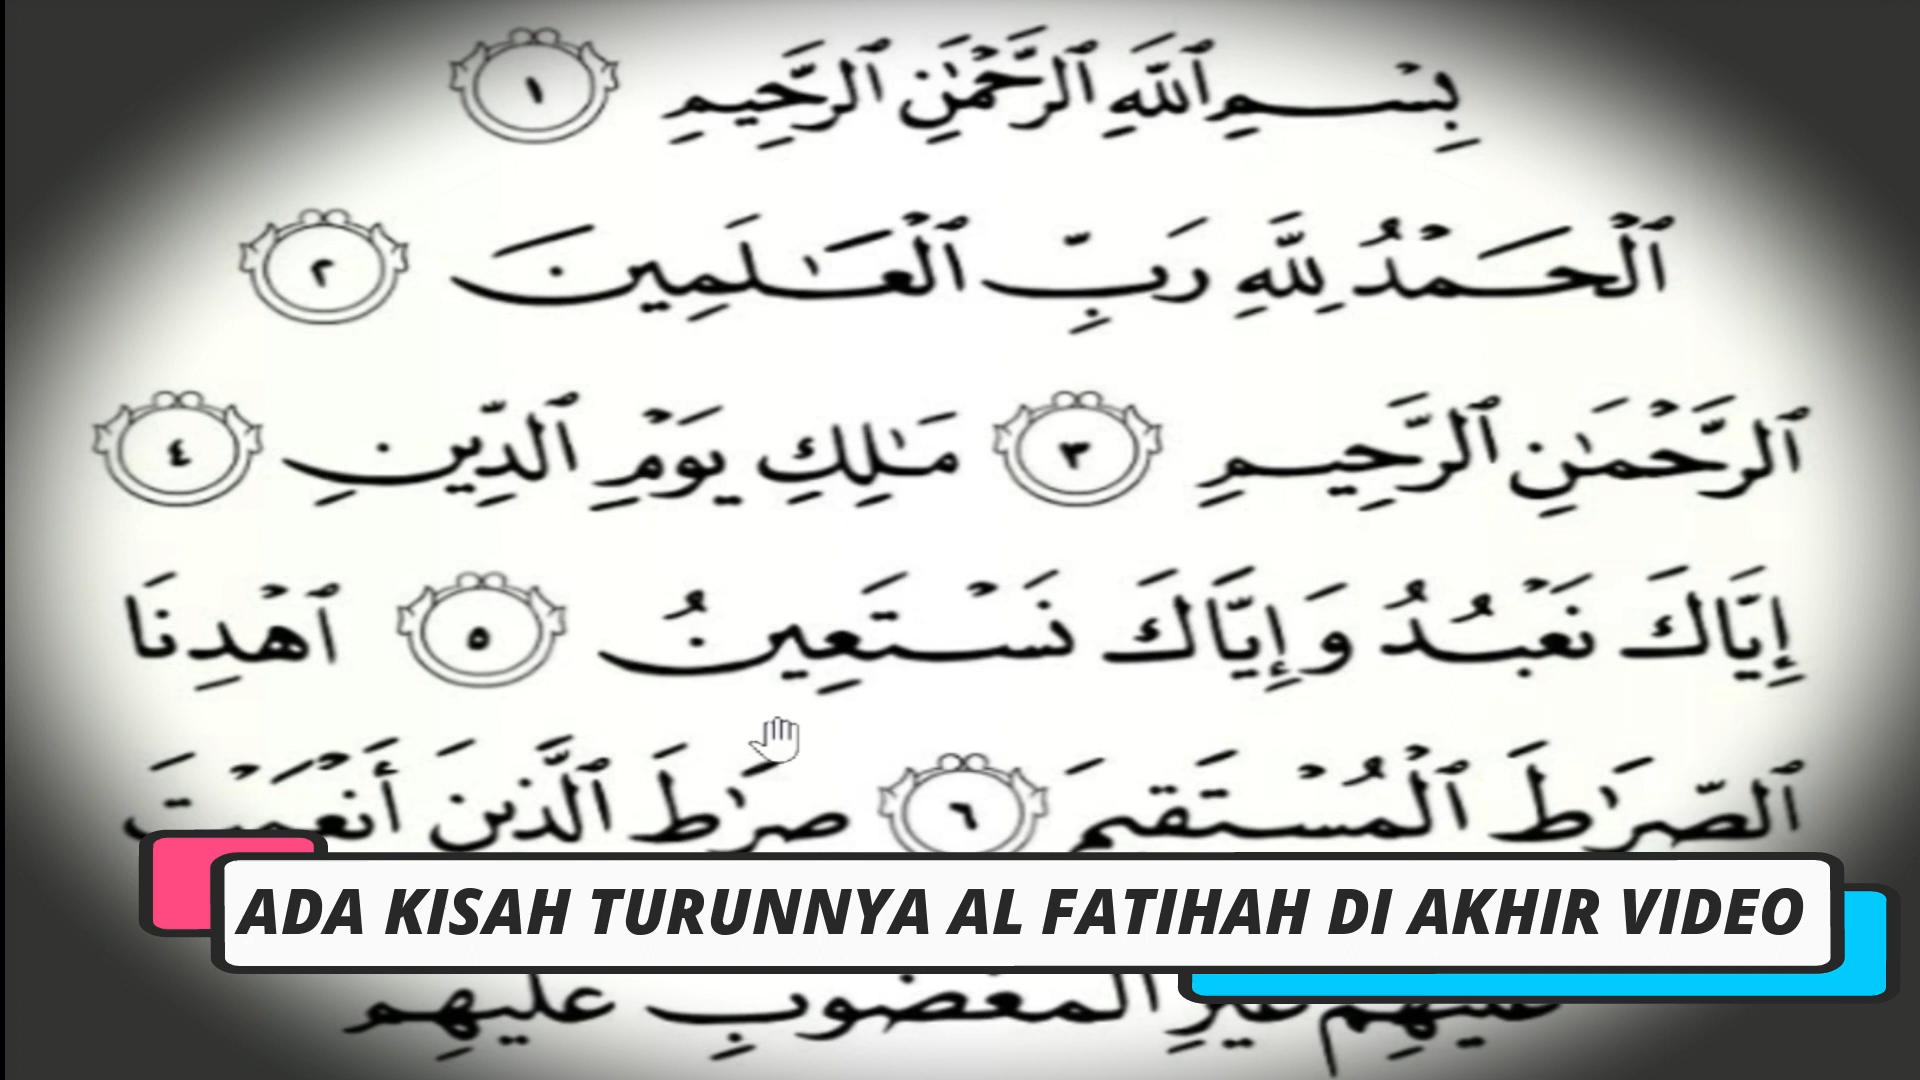 بِسْمِ ٱللَّهِ ٱلرَّحْمَٰنِ ٱلرَّحِيمِ ١
ٱلْحَمْدُ لِلَّهِ رَبِّ ٱلْعَٰلَمِينَ ٢
ٱلرَّحْمَٰنِ ٱلرَّحِيمِ ٣ مَٰلِكِ يَوْمِ ٱلدِّينِ ٤
إِيَّاكَ نَعْبُدُ وَإِيَّاكَ نَسْتَعِينُ ٥ ٱهْدِنَا
ٱلصِّرَٰطَ ٱلْمُسْتَقِيمَ ٦ صِرَٰطَ ٱلَّذِينَ أَنْعَمْتَ
ADA KISAH TURUNNYA AL FATIHAH DI AKHIR VIDEO
عَلَيْهِمْ غَيْرِ ٱلْمَغْضُوبِ عَلَيْهِمْ